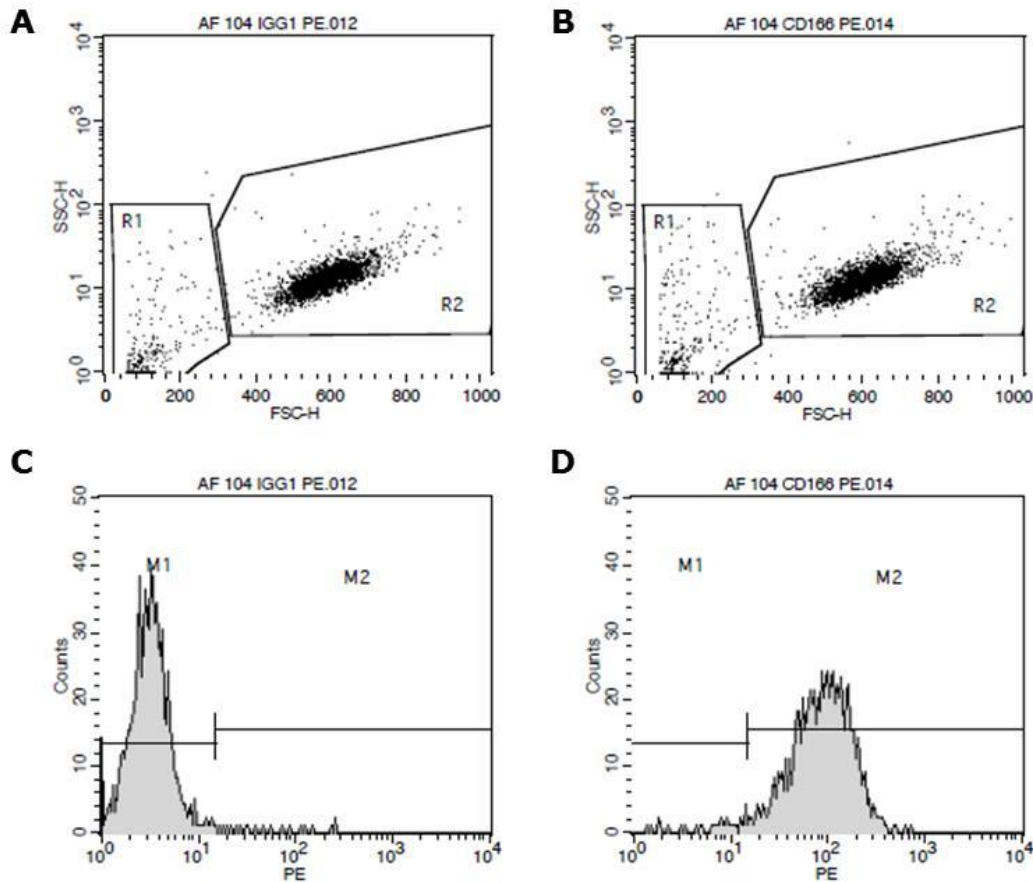 A
AF 104 IGG1 PE.012
SSC-H
10^4
10^3
10^2
10^1
10^0
R1
R2
0 200 400 600 800 1000
FSC-H
B
AF 104 CD166 PE.014
SSC-H
10^4
10^3
10^2
10^1
10^0
R1
R2
0 200 400 600 800 1000
FSC-H
C
AF 104 IGG1 PE.012
Counts
50
40
30
20
10
0
M1
M2
10^0 10^1 10^2 10^3 10^4
PE
D
AF 104 CD166 PE.014
Counts
50
40
30
20
10
0
M1
M2
10^0 10^1 10^2 10^3 10^4
PE